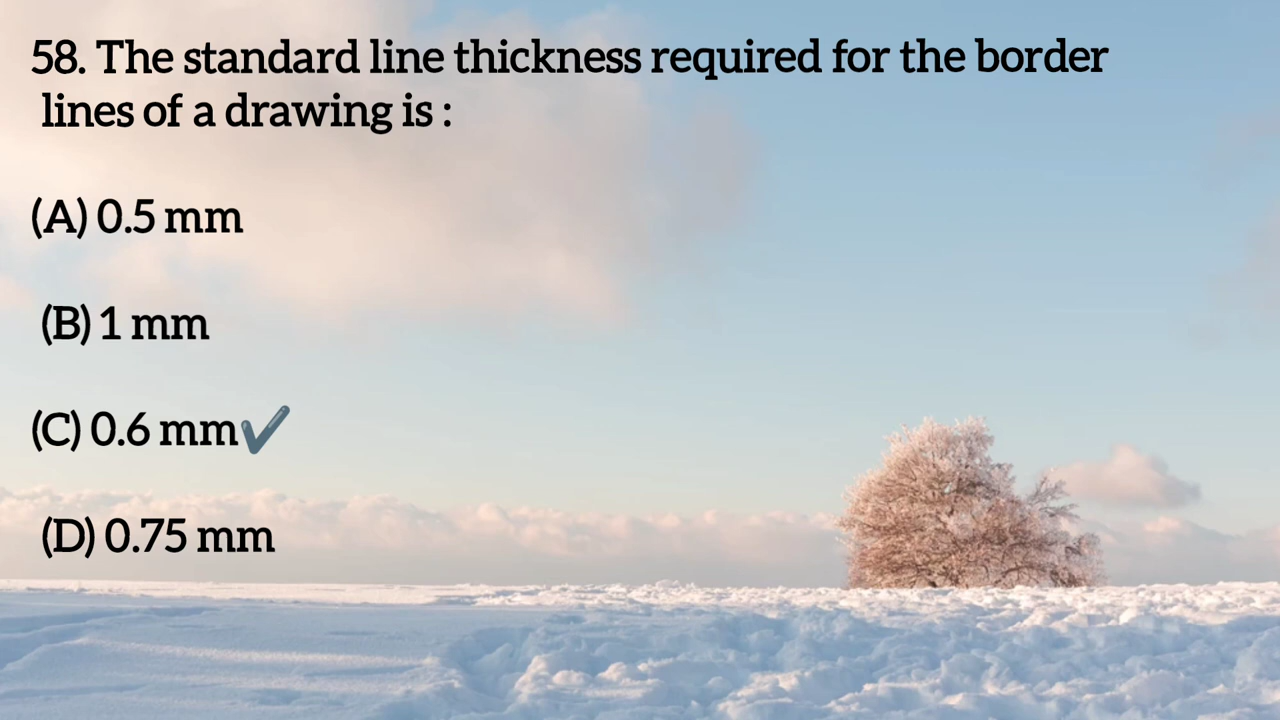 58. The standard line thickness required for the border
lines of a drawing is :
(A) 0.5 mm
(B) 1 mm
(C) 0.6 mm✔
(D) 0.75 mm